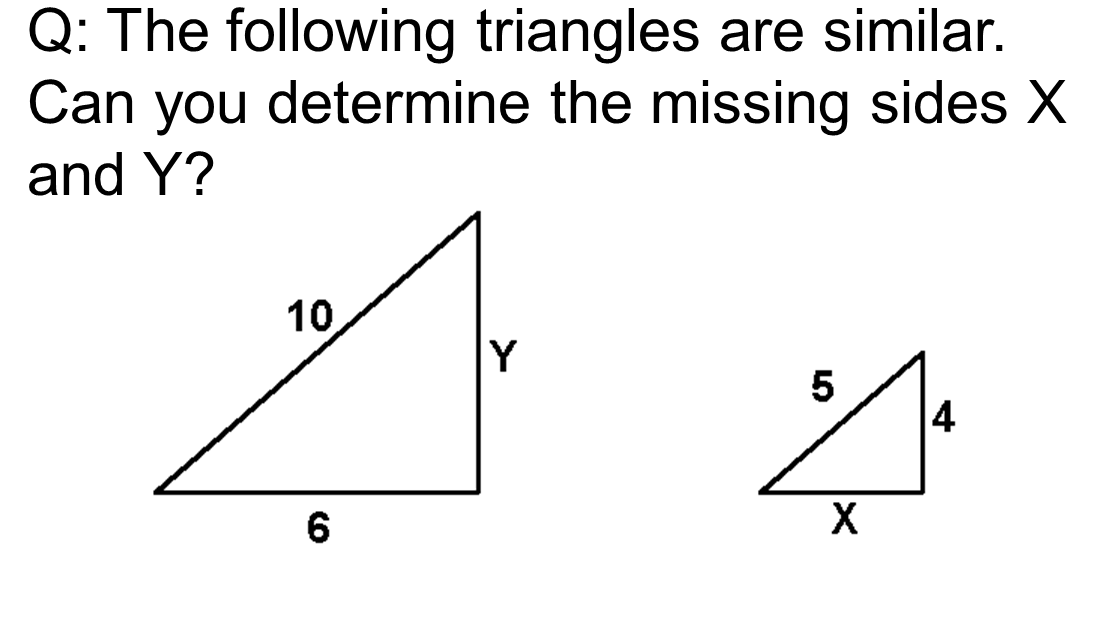 Q: The following triangles are similar.
Can you determine the missing sides X
and Y?
10
Y
5
4
6
X